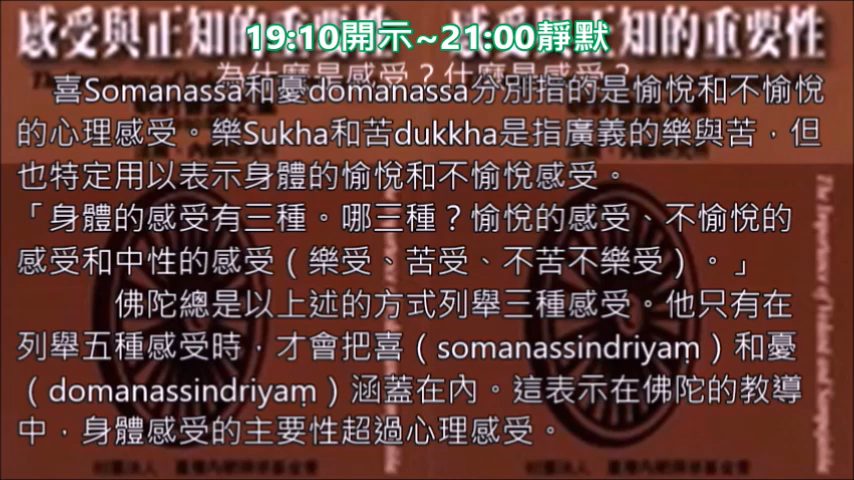 感受與正知的重要性
感受與正知的重要性
19:10開示~21:00靜默
為什麼是感受？什麼是感受？
喜Somanassa和憂domanassa分別指的是愉悅和不愉悅
的心理感受。樂Sukha和苦dukkha是指廣義的樂與苦，但
也特定用以表示身體的愉悅和不愉悅感受。
「身體的感受有三種。哪三種？愉悅的感受、不愉悅的
感受和中性的感受（樂受、苦受、不苦不樂受）。」
佛陀總是以上述的方式列舉三種感受。他只有在
列舉五種感受時，才會把喜（somanassindriyaṃ）和憂
（domanassindriyaṃ）涵蓋在內。這表示在佛陀的教導
中，身體感受的主要性超過心理感受。